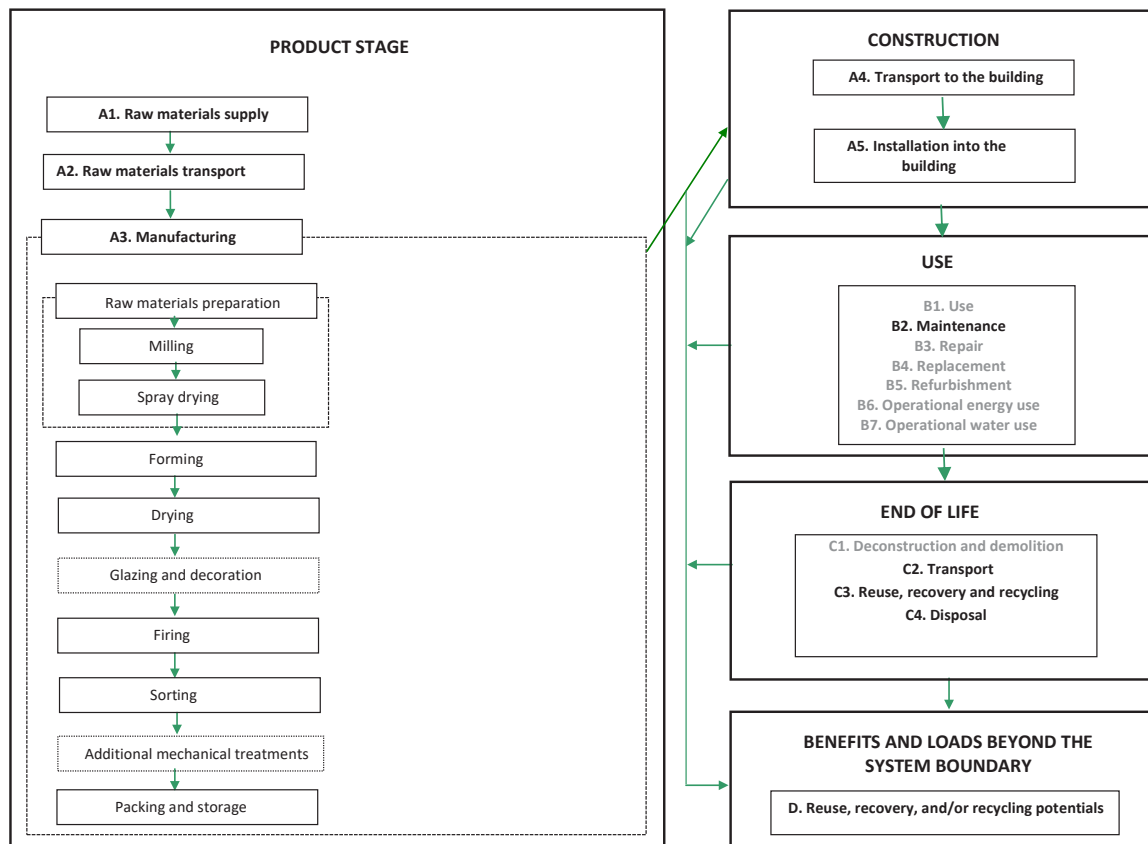 PRODUCT STAGE
A1. Raw materials supply
A2. Raw materials transport
A3. Manufacturing
Raw materials preparation
Milling
Spray drying
Forming
Drying
Glazing and decoration
Firing
Sorting
Additional mechanical treatments
Packing and storage
CONSTRUCTION
A4. Transport to the building
A5. Installation into the
building
USE
B1. Use
B2. Maintenance
B3. Repair
B4. Replacement
B5. Refurbishment
B6. Operational energy use
B7. Operational water use
END OF LIFE
C1. Deconstruction and demolition
C2. Transport
C3. Reuse, recovery and recycling
C4. Disposal
BENEFITS AND LOADS BEYOND THE
SYSTEM BOUNDARY
D. Reuse, recovery, and/or recycling potentials